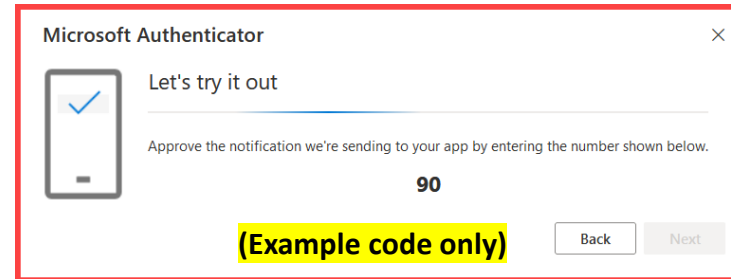 Microsoft Authenticator
Let's try it out
Approve the notification we're sending to your app by entering the number shown below.
90
(Example code only)
Back Next